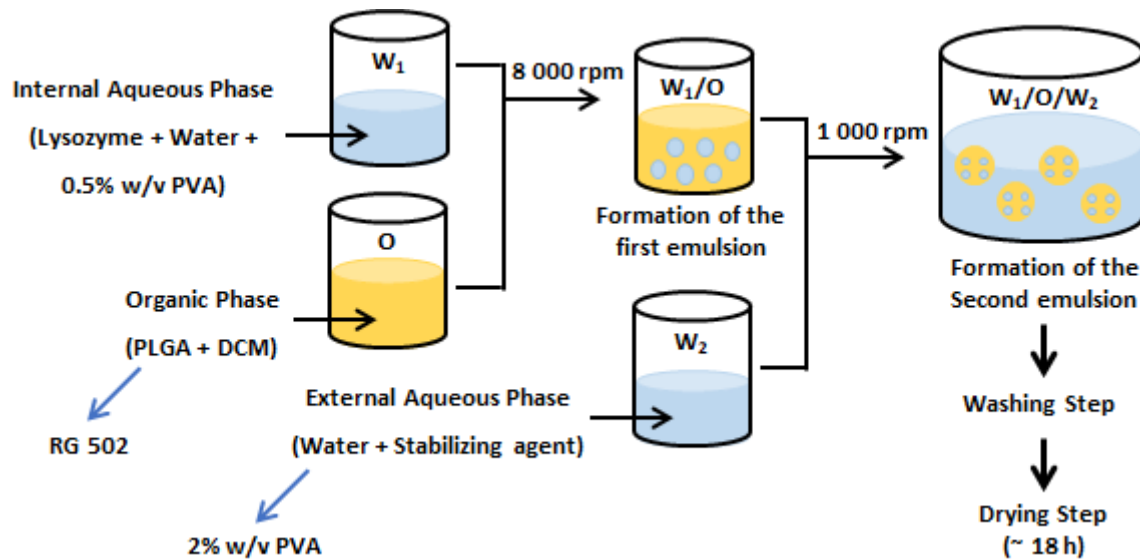 W1
Internal Aqueous Phase
(Lysozyme + Water +
0.5% w/v PVA)
O
Organic Phase
(PLGA + DCM)
RG 502
8 000 rpm
W1/O
Formation of the
first emulsion
W2
External Aqueous Phase
(Water + Stabilizing agent)
2% w/v PVA
1 000 rpm
W1/O/W2
Formation of the
Second emulsion
Washing Step
Drying Step
(~ 18 h)